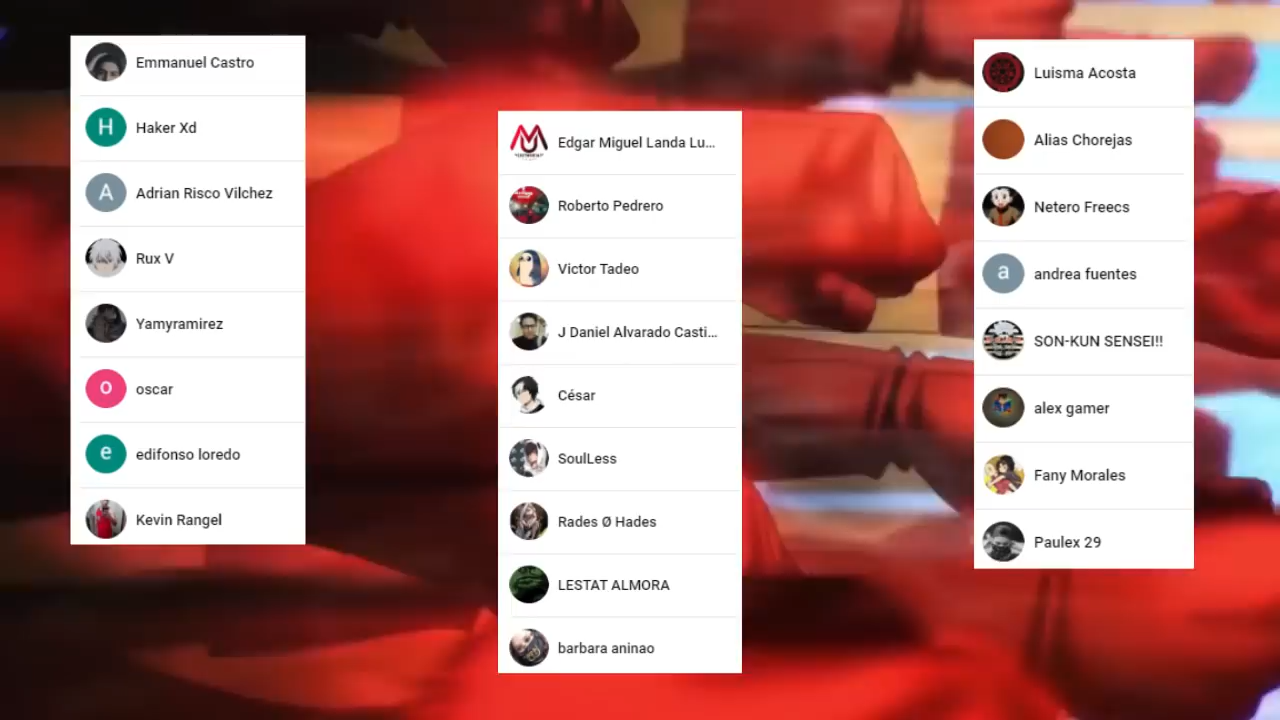 Emmanuel Castro
H
Haker Xd
A
Adrian Risco Vilchez
Rux V
Yamyramirez
o
oscar
e
edifonso loredo
Kevin Rangel
Edgar Miguel Landa Lu...
Roberto Pedrero
Victor Tadeo
J Daniel Alvarado Casti...
César
SoulLess
Rades Ø Hades
LESTAT ALMORA
barbara aninao
Luisma Acosta
Alias Chorejas
Netero Freecs
a
andrea fuentes
SON-KUN SENSEI!!
alex gamer
Fany Morales
Paulex 29